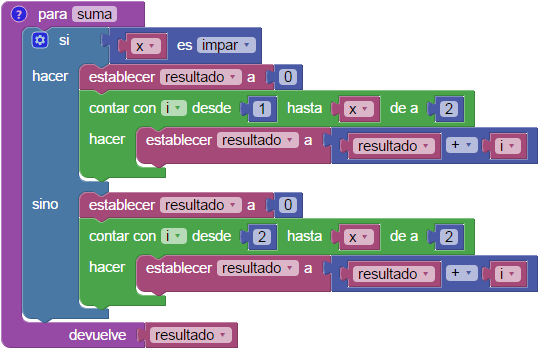 ? para suma
si x es impar
hacer establecer resultado a 0
contar con i desde 1 hasta x de a 2
hacer establecer resultado a resultado + i
sino establecer resultado a 0
contar con i desde 2 hasta x de a 2
hacer establecer resultado a resultado + i
devuelve resultado